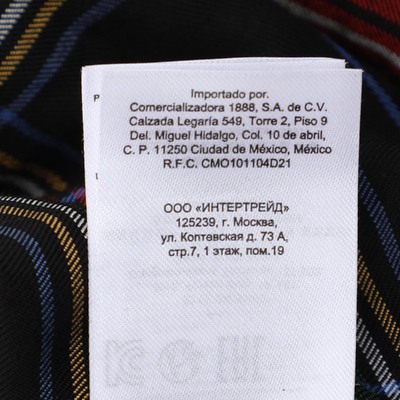 Importado por:
Comercializadora 1888, S.A. de C.V.
Calzada Legaría 549, Torre 2, Piso 9
Del. Miguel Hidalgo, Col. 10 de abril,
C. P. 11250 Ciudad de México, México
R.F.C. CMO101104D21
ООО «ИНТЕРТРЕЙД»
125239, г. Москва,
ул. Коптевская д. 73 А,
стр.7, 1 этаж, пом.19